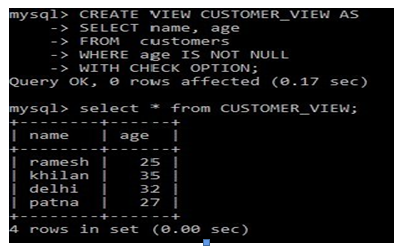 mysql> CREATE VIEW CUSTOMER_VIEW AS
-> SELECT name, age
-> FROM  customers
-> WHERE age IS NOT NULL
-> WITH CHECK OPTION;
Query OK, 0 rows affected (0.17 sec)
mysql> select * from CUSTOMER_VIEW;
+--------+------+
| name   | age  |
+--------+------+
| ramesh |   25 |
| khilan |   35 |
| delhi  |   32 |
| patna  |   27 |
+--------+------+
4 rows in set (0.00 sec)